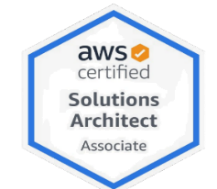 aws
certified
Solutions
Architect
Associate